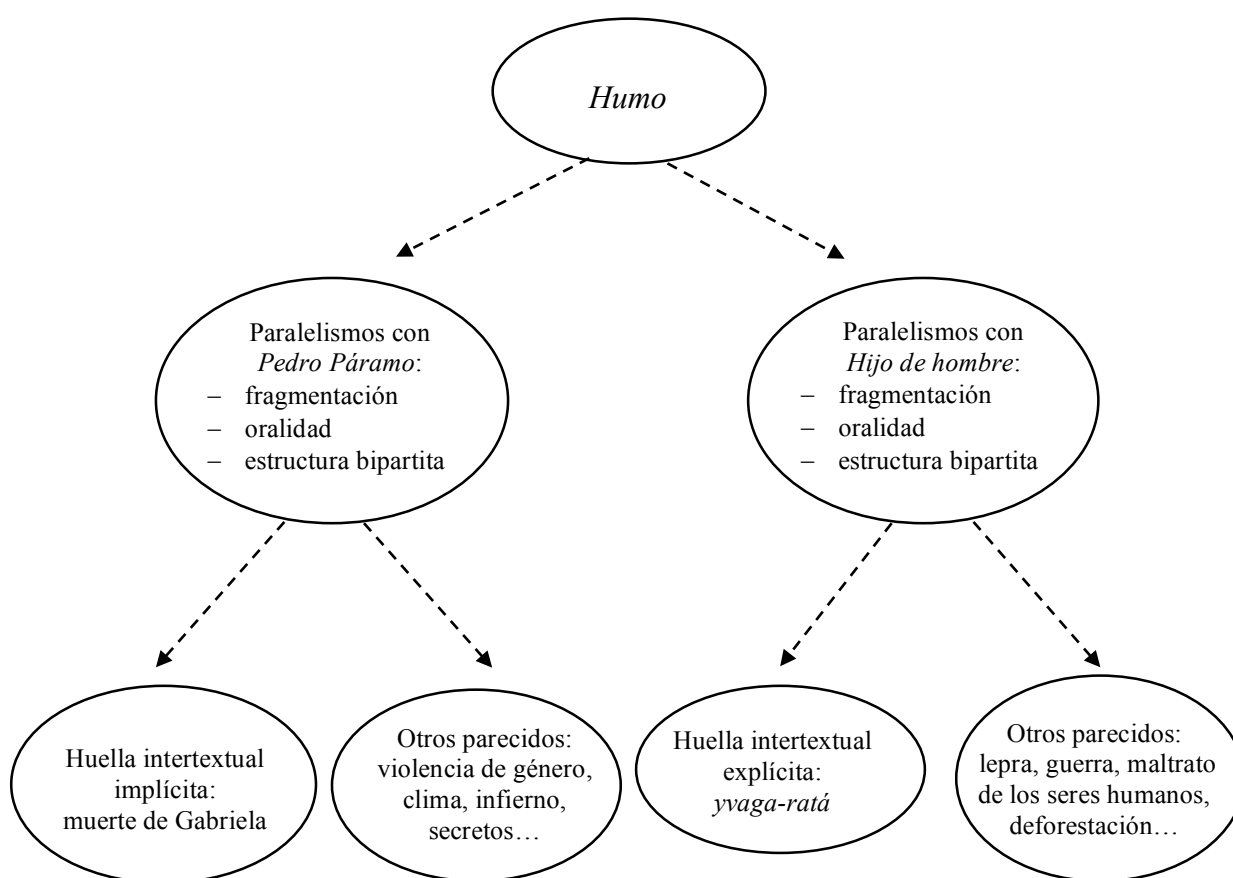 Humo
Paralelismos con
Pedro Páramo:
– fragmentación
– oralidad
– estructura bipartita
Paralelismos con
Hijo de hombre:
– fragmentación
– oralidad
– estructura bipartita
Huella intertextual
implícita:
muerte de Gabriela
Otros parecidos:
violencia de género,
clima, infierno,
secretos…
Huella intertextual
explícita:
yvaga-ratá
Otros parecidos:
lepra, guerra, maltrato
de los seres humanos,
deforestación…